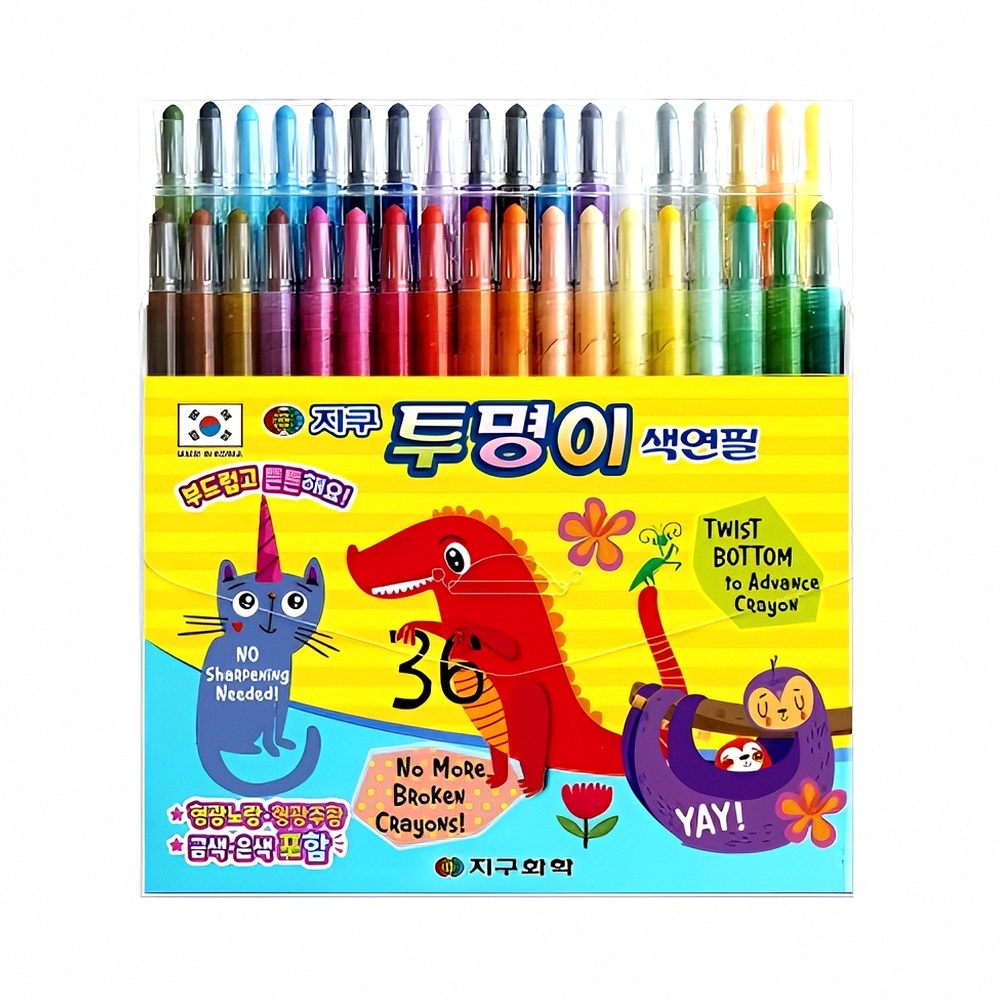 지구 투명이 색연필
부드럽고 튼튼해요!
TWIST
BOTTOM
to Advance
Crayon
36
NO
Sharpening
Needed!
No More
Broken
Crayons!
YAY!
형광노랑·형광주황
금색·은색 포함
지구화학